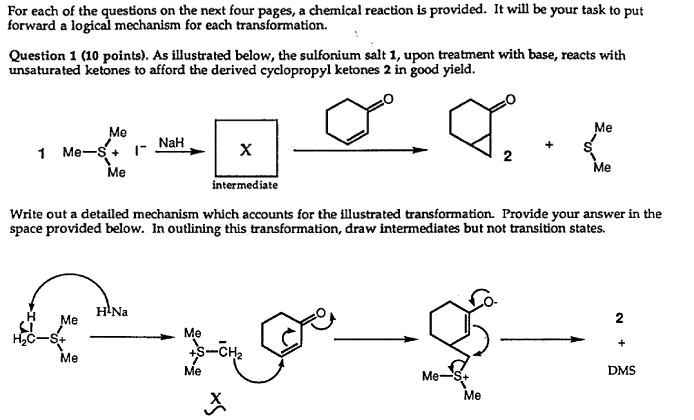 For each of the questions on the next four pages, a chemical reaction is provided. It will be your task to put
forward a logical mechanism for each transformation.
Question 1 (10 points). As illustrated below, the sulfonium salt 1, upon treatment with base, reacts with
unsaturated ketones to afford the derived cyclopropyl ketones 2 in good yield.
1 Me S + Me Me I- NaH
X
intermediate
O
O
2
+
Me
S
Me
Write out a detailed mechanism which accounts for the illustrated transformation. Provide your answer in the
space provided below. In outlining this transformation, draw intermediates but not transition states.
H
H2C S+ Me
Me
H Na
Me
+S CH2
Me
X
O
O-
Me S+
Me
2
+
DMS